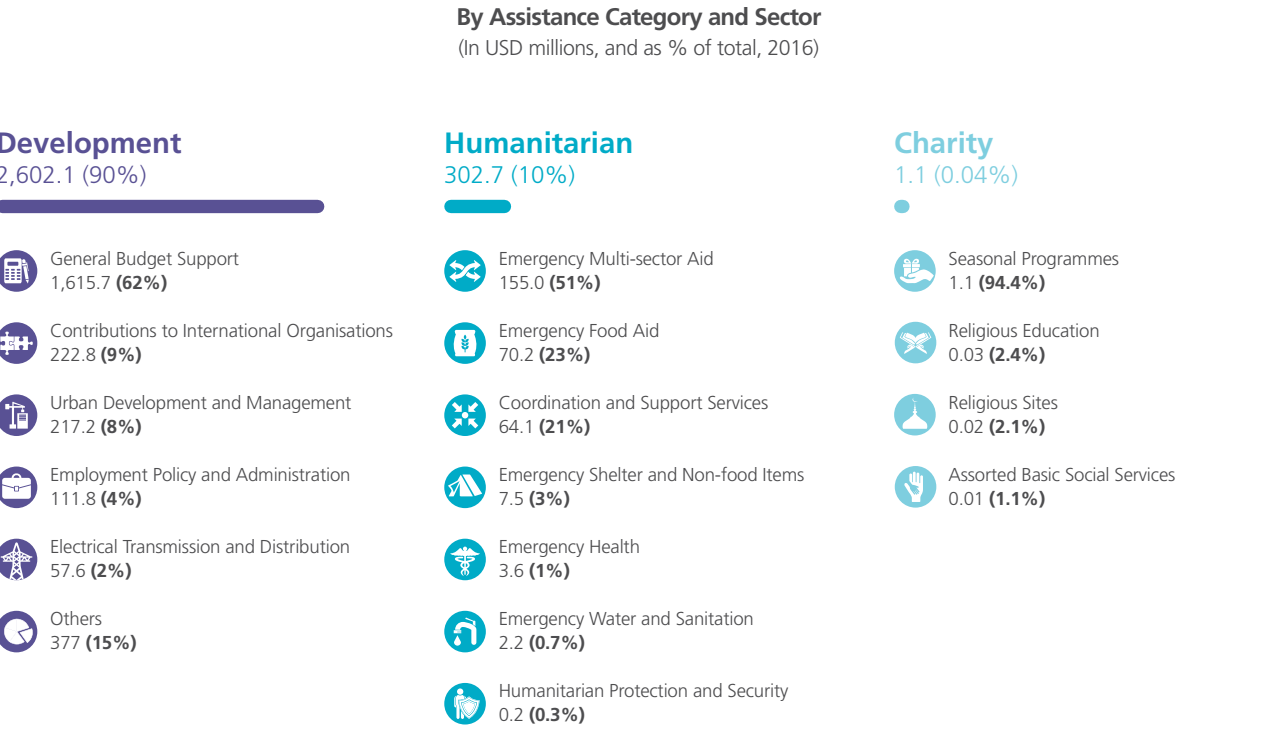 By Assistance Category and Sector
(In USD millions, and as % of total, 2016)
Development
2,602.1 (90%)
General Budget Support
1,615.7 (62%)
Contributions to International Organisations
222.8 (9%)
Urban Development and Management
217.2 (8%)
Employment Policy and Administration
111.8 (4%)
Electrical Transmission and Distribution
57.6 (2%)
Others
377 (15%)
Humanitarian
302.7 (10%)
Emergency Multi-sector Aid
155.0 (51%)
Emergency Food Aid
70.2 (23%)
Coordination and Support Services
64.1 (21%)
Emergency Shelter and Non-food Items
7.5 (3%)
Emergency Health
3.6 (1%)
Emergency Water and Sanitation
2.2 (0.7%)
Humanitarian Protection and Security
0.2 (0.3%)
Charity
1.1 (0.04%)
Seasonal Programmes
1.1 (94.4%)
Religious Education
0.03 (2.4%)
Religious Sites
0.02 (2.1%)
Assorted Basic Social Services
0.01 (1.1%)